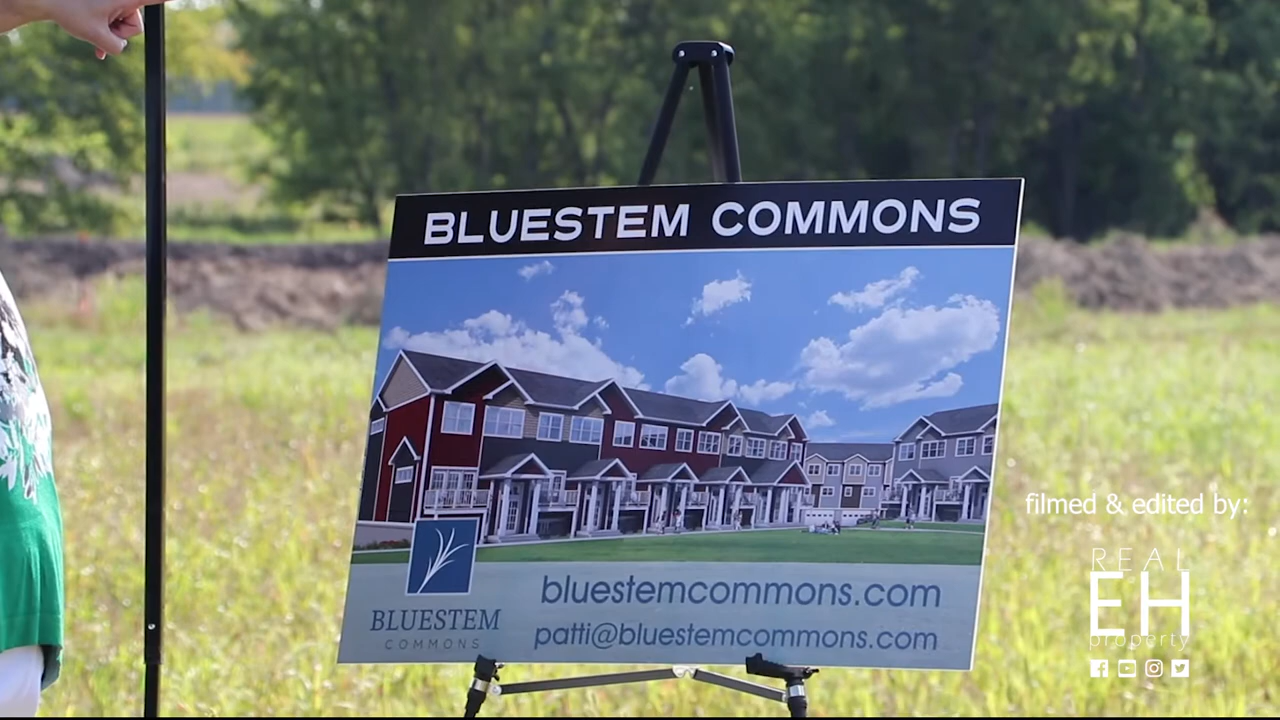 BLUESTEM COMMONS
bluestemcommons.com
patti@bluestemcommons.com
BLUESTEM
COMMONS
filmed & edited by:
REAL
EH
property